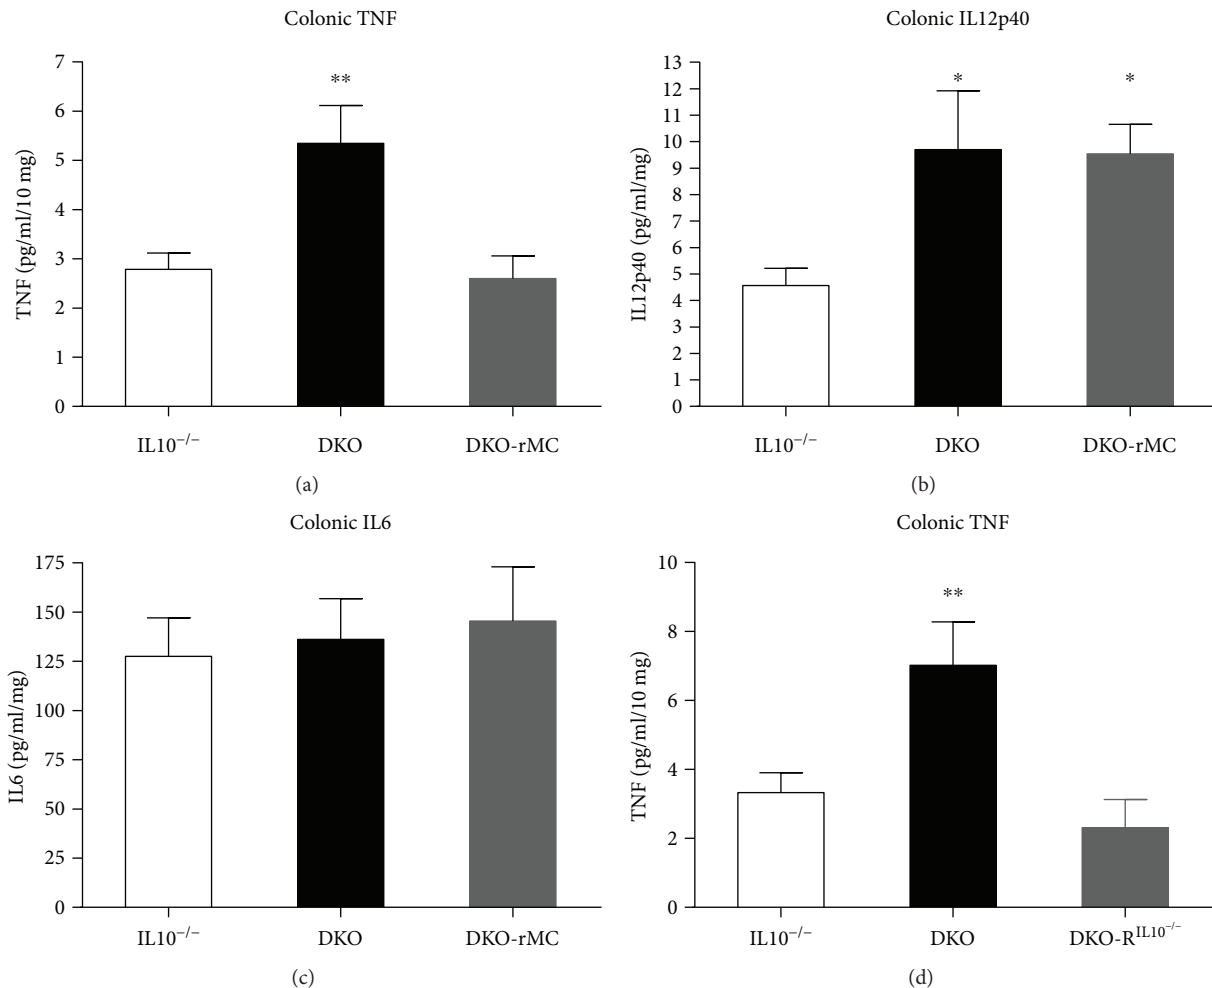 Colonic TNF
TNF (pg/ml/10 mg)
7
6
5
4
3
2
1
0
**
IL10⁻/⁻ DKO DKO-rMC
(a)
Colonic IL12p40
IL12p40 (pg/ml/mg)
13
12
11
10
9
8
7
6
5
4
3
2
1
0
* *
IL10⁻/⁻ DKO DKO-rMC
(b)
Colonic IL6
IL6 (pg/ml/mg)
175
150
125
100
75
50
25
0
IL10⁻/⁻ DKO DKO-rMC
(c)
Colonic TNF
TNF (pg/ml/10 mg)
10
8
6
4
2
0
**
IL10⁻/⁻ DKO DKO-R^IL10⁻/⁻
(d)